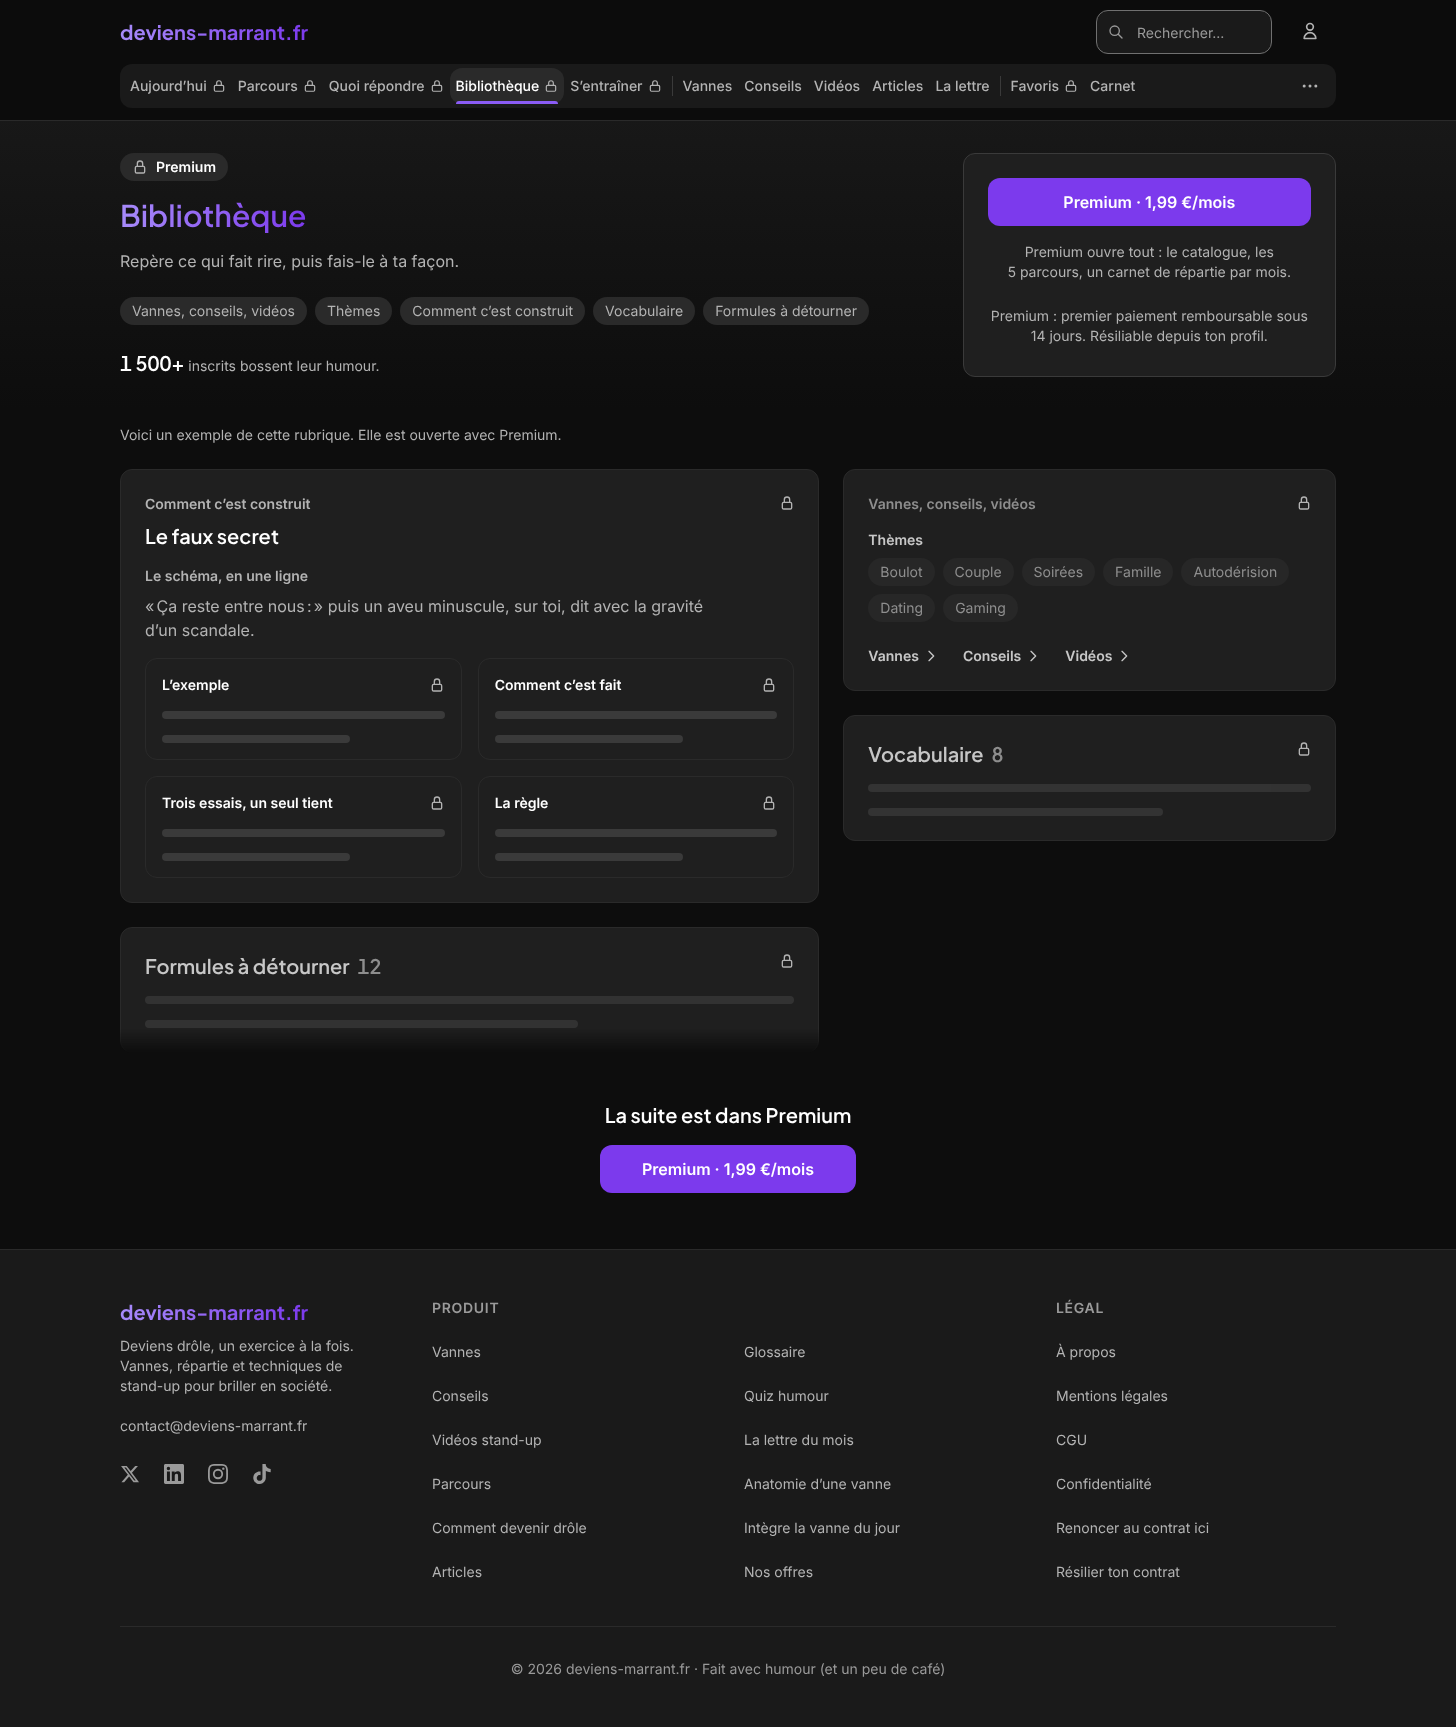 deviens-marrant.fr
Rechercher...
Aujourd’hui Parcours Quoi répondre Bibliothèque S’entraîner Vannes Conseils Vidéos Articles La lettre Favoris Carnet
Premium
Bibliothèque
Repère ce qui fait rire, puis fais-le à ta façon.
Vannes, conseils, vidéos Thèmes Comment c’est construit Vocabulaire Formules à détourner
1 500+ inscrits bossent leur humour.
Premium · 1,99 €/mois
Premium ouvre tout : le catalogue, les
5 parcours, un carnet de répartie par mois.
Premium : premier paiement remboursable sous
14 jours. Résiliable depuis ton profil.
Voici un exemple de cette rubrique. Elle est ouverte avec Premium.
Comment c’est construit
Le faux secret
Le schéma, en une ligne
« Ça reste entre nous : » puis un aveu minuscule, sur toi, dit avec la gravité
d’un scandale.
L’exemple
Comment c’est fait
Trois essais, un seul tient
La règle
Formules à détourner 12
Vannes, conseils, vidéos
Thèmes
Boulot Couple Soirées Famille Autodérision
Dating Gaming
Vannes Conseils Vidéos
Vocabulaire 8
La suite est dans Premium
Premium · 1,99 €/mois
deviens-marrant.fr
Deviens drôle, un exercice à la fois.
Vannes, répartie et techniques de
stand-up pour briller en société.
contact@deviens-marrant.fr
PRODUIT
Vannes
Conseils
Vidéos stand-up
Parcours
Comment devenir drôle
Articles
Glossaire
Quiz humour
La lettre du mois
Anatomie d’une vanne
Intègre la vanne du jour
Nos offres
LÉGAL
À propos
Mentions légales
CGU
Confidentialité
Renoncer au contrat ici
Résilier ton contrat
© 2026 deviens-marrant.fr · Fait avec humour (et un peu de café)